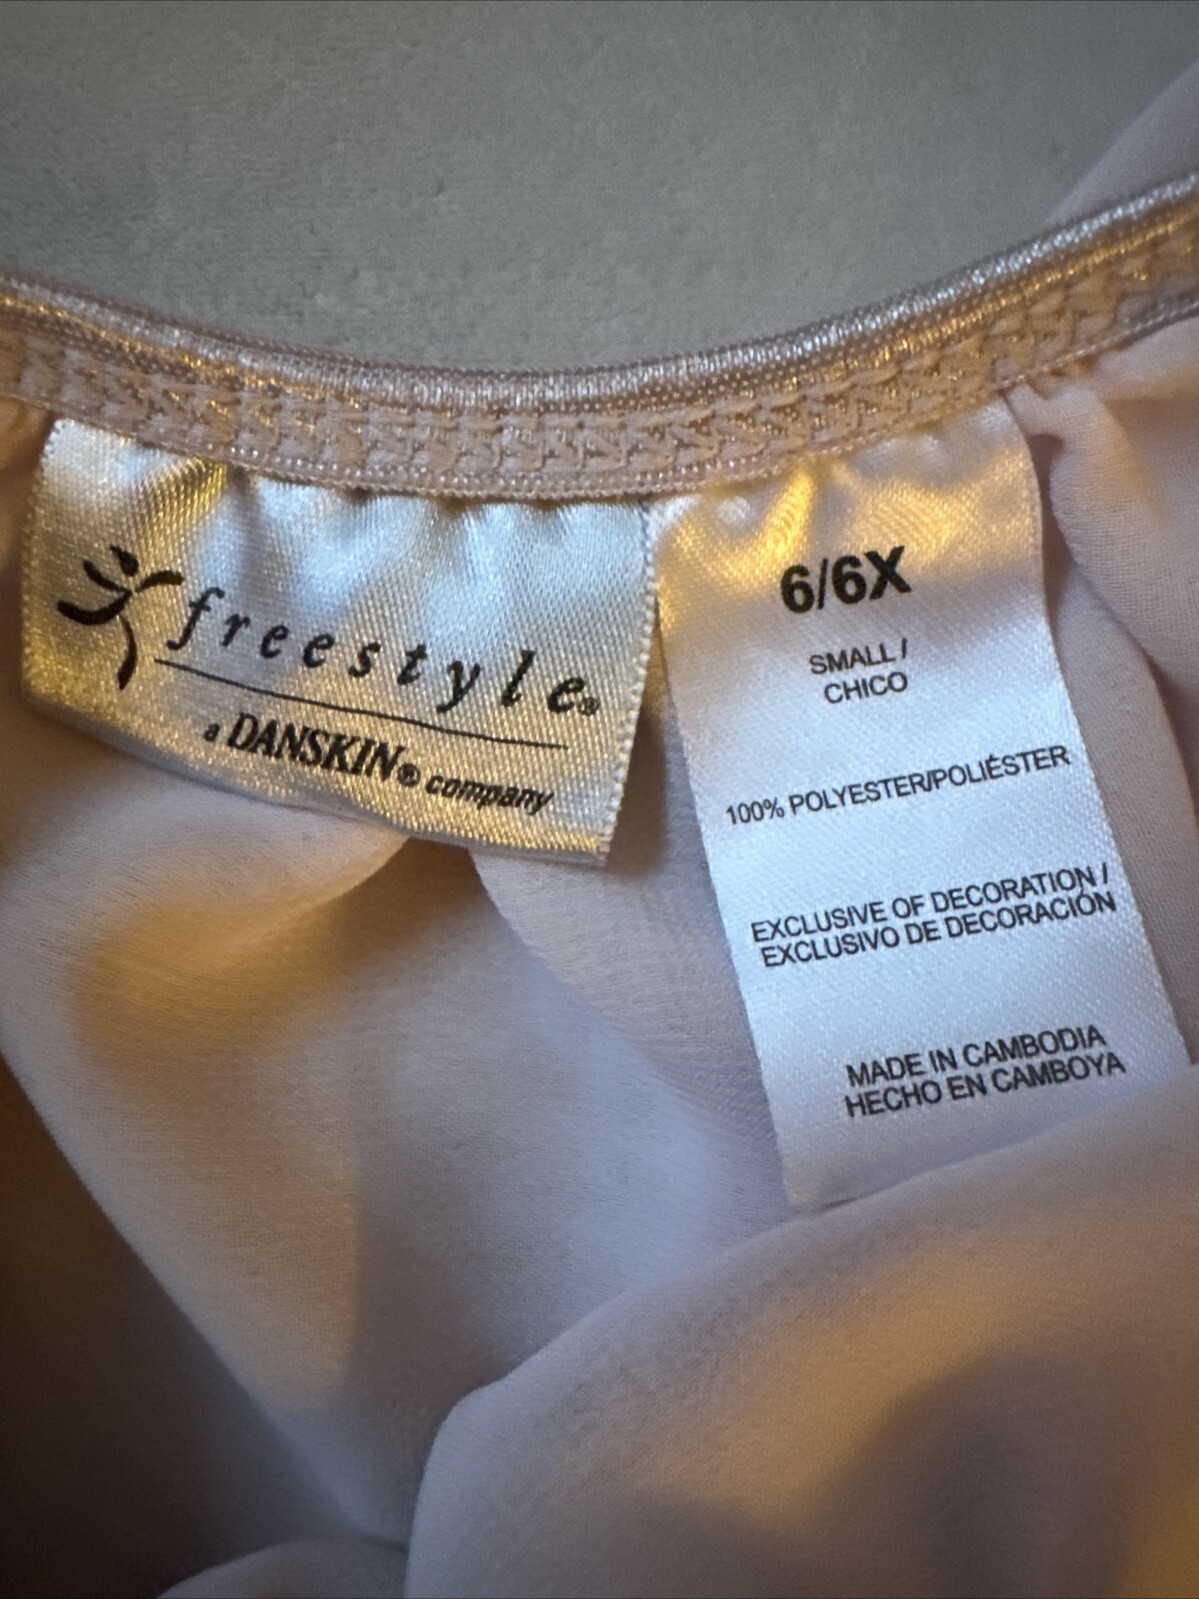 freestyle®
a DANSKIN® company
6/6X
SMALL /
CHICO
100% POLYESTER/POLIÉSTER
EXCLUSIVE OF DECORATION /
EXCLUSIVO DE DECORACIÓN
MADE IN CAMBODIA
HECHO EN CAMBOYA